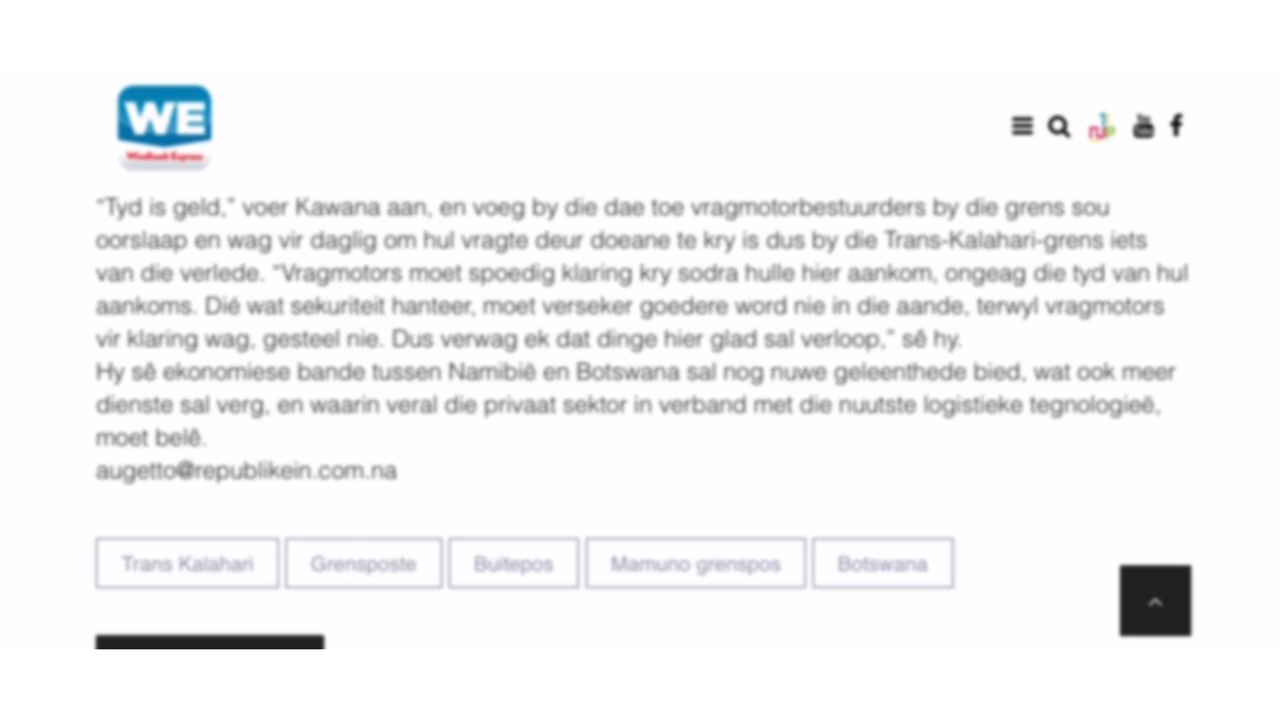 WE
Windhoek Express
“Tyd is geld,” voer Kawana aan, en voeg by die dae toe vragmotorbestuurders by die grens sou
oorslaap en wag vir daglig om hul vragte deur doeane te kry is dus by die Trans-Kalahari-grens iets
van die verlede. “Vragmotors moet spoedig klaring kry sodra hulle hier aankom, ongeag die tyd van hul
aankoms. Dié wat sekuriteit hanteer, moet verseker goedere word nie in die aande, terwyl vragmotors
vir klaring wag, gesteel nie. Dus verwag ek dat dinge hier glad sal verloop,” sê hy.
Hy sê ekonomiese bande tussen Namibië en Botswana sal nog nuwe geleenthede bied, wat ook meer
dienste sal verg, en waarin veral die privaat sektor in verband met die nuutste logistieke tegnologieë,
moet belê.
augetto@republikein.com.na
Trans Kalahari Grensposte Buitepos Mamuno grenspos Botswana